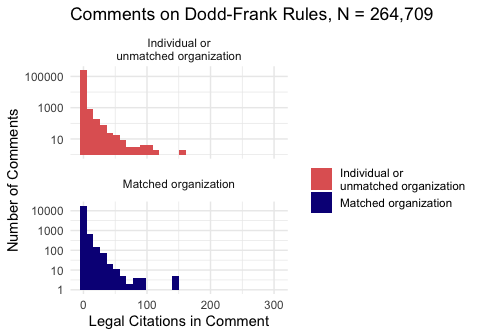 Comments on Dodd-Frank Rules, N = 264,709
Individual or
unmatched organization
100000
1000
10
Matched organization
10000
1000
100
10
1
0
100
200
300
Number of Comments
Legal Citations in Comment
Individual or
unmatched organization
Matched organization